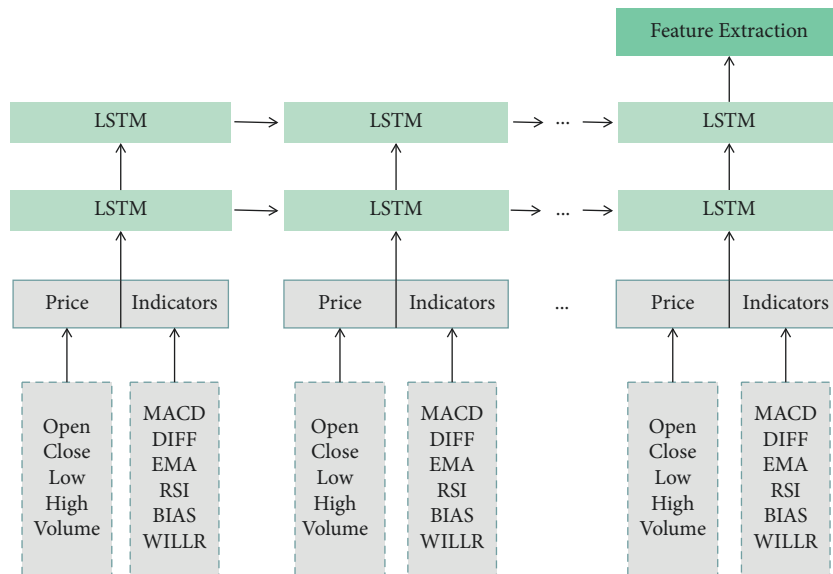 Feature Extraction
LSTM
LSTM
...
LSTM
LSTM
LSTM
...
LSTM
Price
Indicators
Price
Indicators
...
Price
Indicators
Open
Close
Low
High
Volume
MACD
DIFF
EMA
RSI
BIAS
WILLR
Open
Close
Low
High
Volume
MACD
DIFF
EMA
RSI
BIAS
WILLR
Open
Close
Low
High
Volume
MACD
DIFF
EMA
RSI
BIAS
WILLR